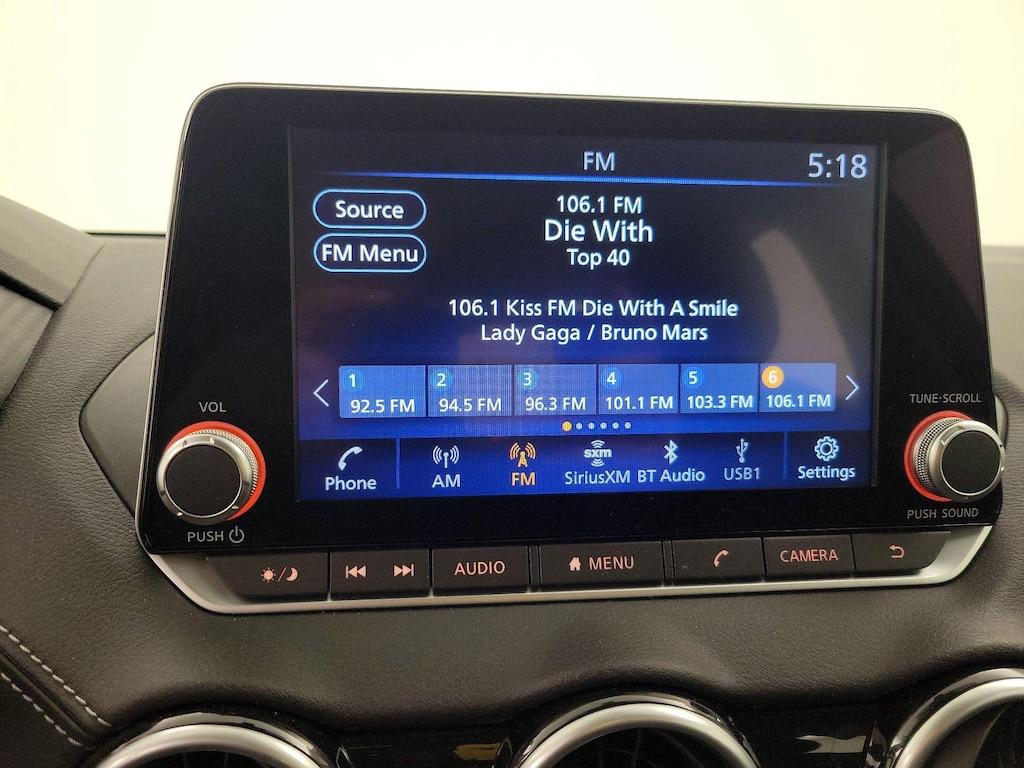 FM
5:18
Source
FM Menu
106.1 FM
Die With
Top 40
106.1 Kiss FM Die With A Smile
Lady Gaga / Bruno Mars
1 2 3 4 5 6
92.5 FM 94.5 FM 96.3 FM 101.1 FM 103.3 FM 106.1 FM
sxm
Phone AM FM SiriusXM BT Audio USB1 Settings
VOL
PUSH
TUNE·SCROLL
PUSH SOUND
AUDIO MENU CAMERA